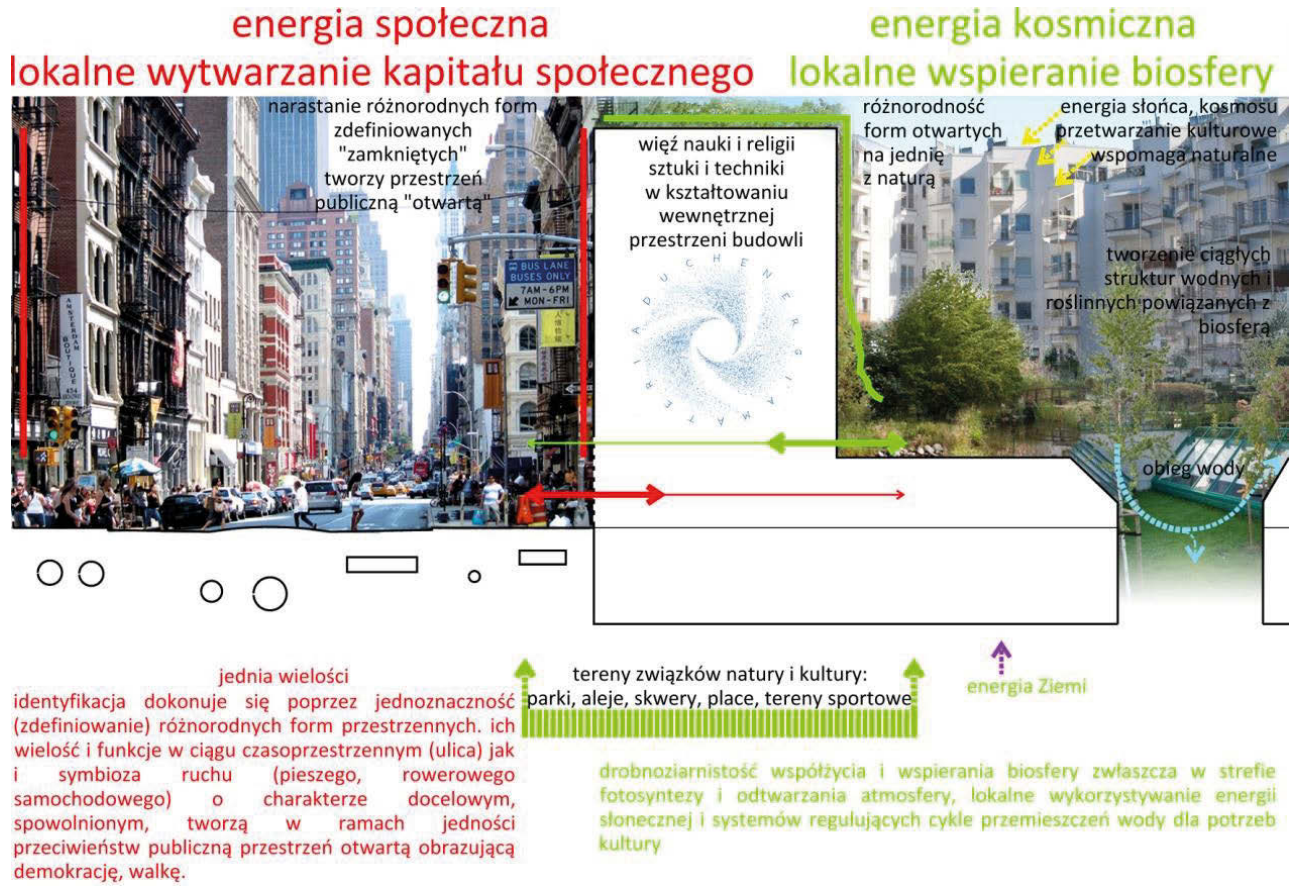 energia społeczna
lokalne wytwarzanie kapitału społecznego
energia kosmiczna
lokalne wspieranie biosfery
narastanie różnorodnych form
zdefiniowanych
"zamkniętych"
tworzy przestrzeń
publiczną "otwartą"
więź nauki i religii
sztuki i techniki
w kształtowaniu
wewnętrznej
przestrzeni budowli
DUCH ENERGIA MATERIA
różnorodność
form otwartych
na jednię
z naturą
energia słońca, kosmosu
przetwarzanie kulturowe
wspomaga naturalne
tworzenie ciągłych
struktur wodnych i
roślinnych powiązanych z
biosferą
obieg wody
BUS LANE
BUSES ONLY
7AM-6PM
MON-FRI
AMSTERDAM
BOUTIQUE
454
jednia wielości
identyfikacja dokonuje się poprzez jednoznaczność
(zdefiniowanie) różnorodnych form przestrzennych. ich
wielość i funkcje w ciągu czasoprzestrzennym (ulica) jak
i symbioza ruchu (pieszego, rowerowego
samochodowego) o charakterze docelowym,
spowolnionym, tworzą w ramach jedności
przeciwieństw publiczną przestrzeń otwartą obrazującą
demokrację, walkę.
tereny związków natury i kultury:
parki, aleje, skwery, place, tereny sportowe
energia Ziemi
drobnoziarnistość współżycia i wspierania biosfery zwłaszcza w strefie
fotosyntezy i odtwarzania atmosfery, lokalne wykorzystywanie energii
słonecznej i systemów regulujących cykle przemieszczeń wody dla potrzeb
kultury